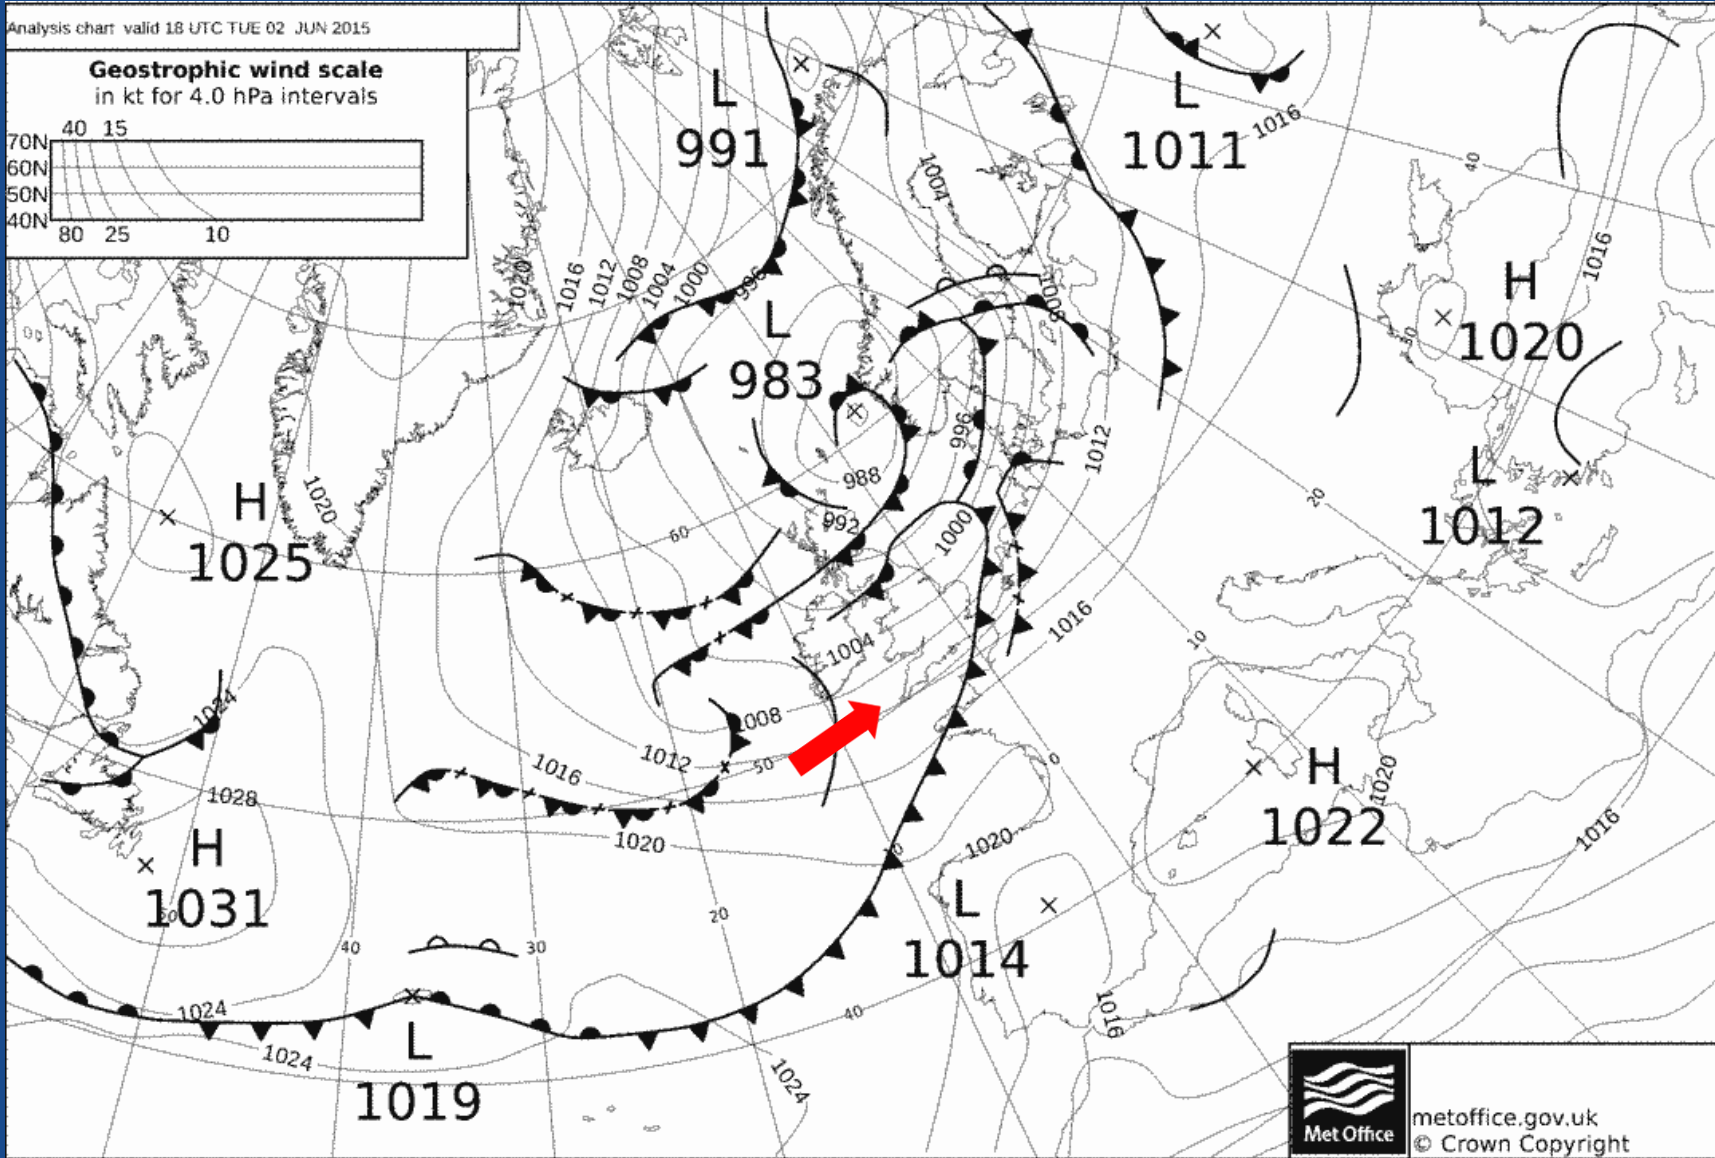 Analysis chart valid 18 UTC TUE 02 JUN 2015
Geostrophic wind scale
in kt for 4.0 hPa intervals
40 15
70N
60N
50N
40N
80 25 10
L
991
L
1011
1016
40
1004
1016
H
1020
30
1020
1016
1012
1008
1004
1000
996
1008
L
983
996
1012
988
992
1000
L
1012
20
H
1025
1020
60
1016
10
1004
1024
1008
1012
50
1016
0
H
1022
1020
1028
1020
1016
H
1031
50
1020
10
L
1014
20
40
30
1024
1024
40
1016
L
1019
1024
Met Office
metoffice.gov.uk
© Crown Copyright